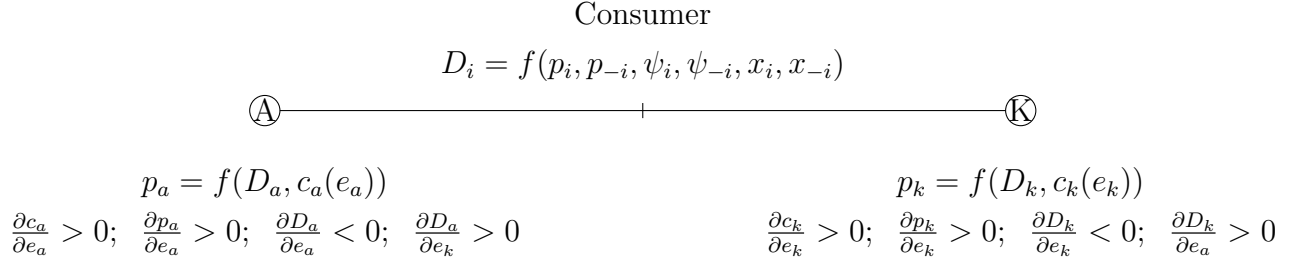 Consumer
D_i = f(p_i, p_{-i}, ψ_i, ψ_{-i}, x_i, x_{-i})
A K
p_a = f(D_a, c_a(e_a)) p_k = f(D_k, c_k(e_k))
∂c_a/∂e_a > 0; ∂p_a/∂e_a > 0; ∂D_a/∂e_a < 0; ∂D_a/∂e_k > 0 ∂c_k/∂e_k > 0; ∂p_k/∂e_k > 0; ∂D_k/∂e_k < 0; ∂D_k/∂e_a > 0